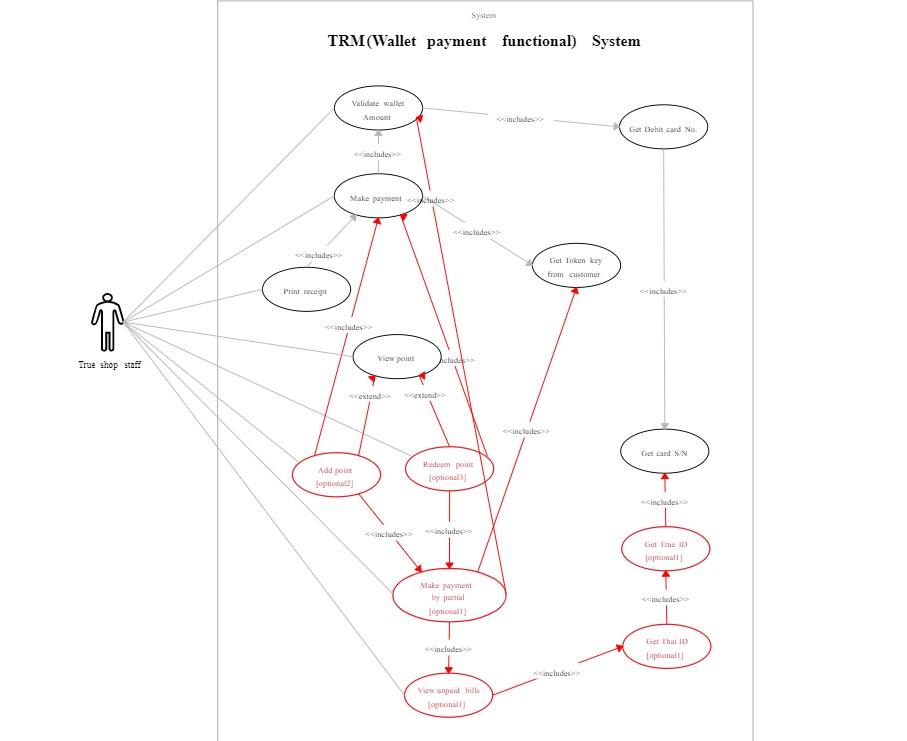 System
TRM(Wallet payment functional) System
Validate wallet
Amount
<<includes>>
Get Debit card No.
<<includes>>
Make payment
<<includes>>
<<includes>>
<<includes>>
Get Token key
from customer
Print receipt
<<includes>>
<<includes>>
View point
cludes>>
True shop staff
<<extend>>
<<extend>>
<<includes>>
Get card S/N
Add point
[optional2]
Redeem point
[optional3]
<<includes>>
<<includes>>
<<includes>>
Get True ID
[optional1]
Make payment
by partial
[optional1]
<<includes>>
<<includes>>
Get Thai ID
[optional1]
<<includes>>
View unpaid bills
[optional1]